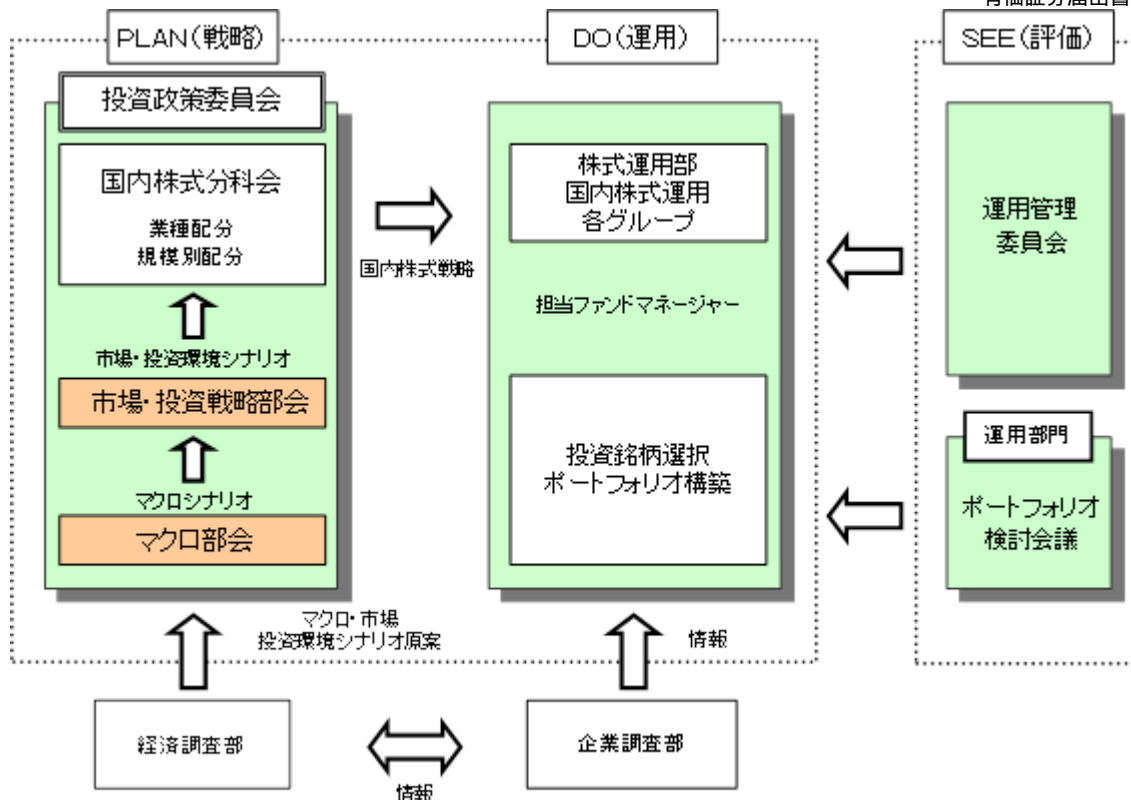 有価証券届出書
PLAN(戦略)
DO(運用)
SEE(評価)
投資政策委員会
国内株式分科会
業種配分
規模別配分
市場・投資環境シナリオ
市場・投資戦略部会
マクロシナリオ
マクロ部会
国内株式戦略
株式運用部
国内株式運用
各グループ
担当ファンドマネージャー
投資銘柄選択
ポートフォリオ構築
運用管理
委員会
運用部門
ポートフォリオ
検討会議
マクロ・市場
投資環境シナリオ原案
情報
経済調査部
企業調査部
情報